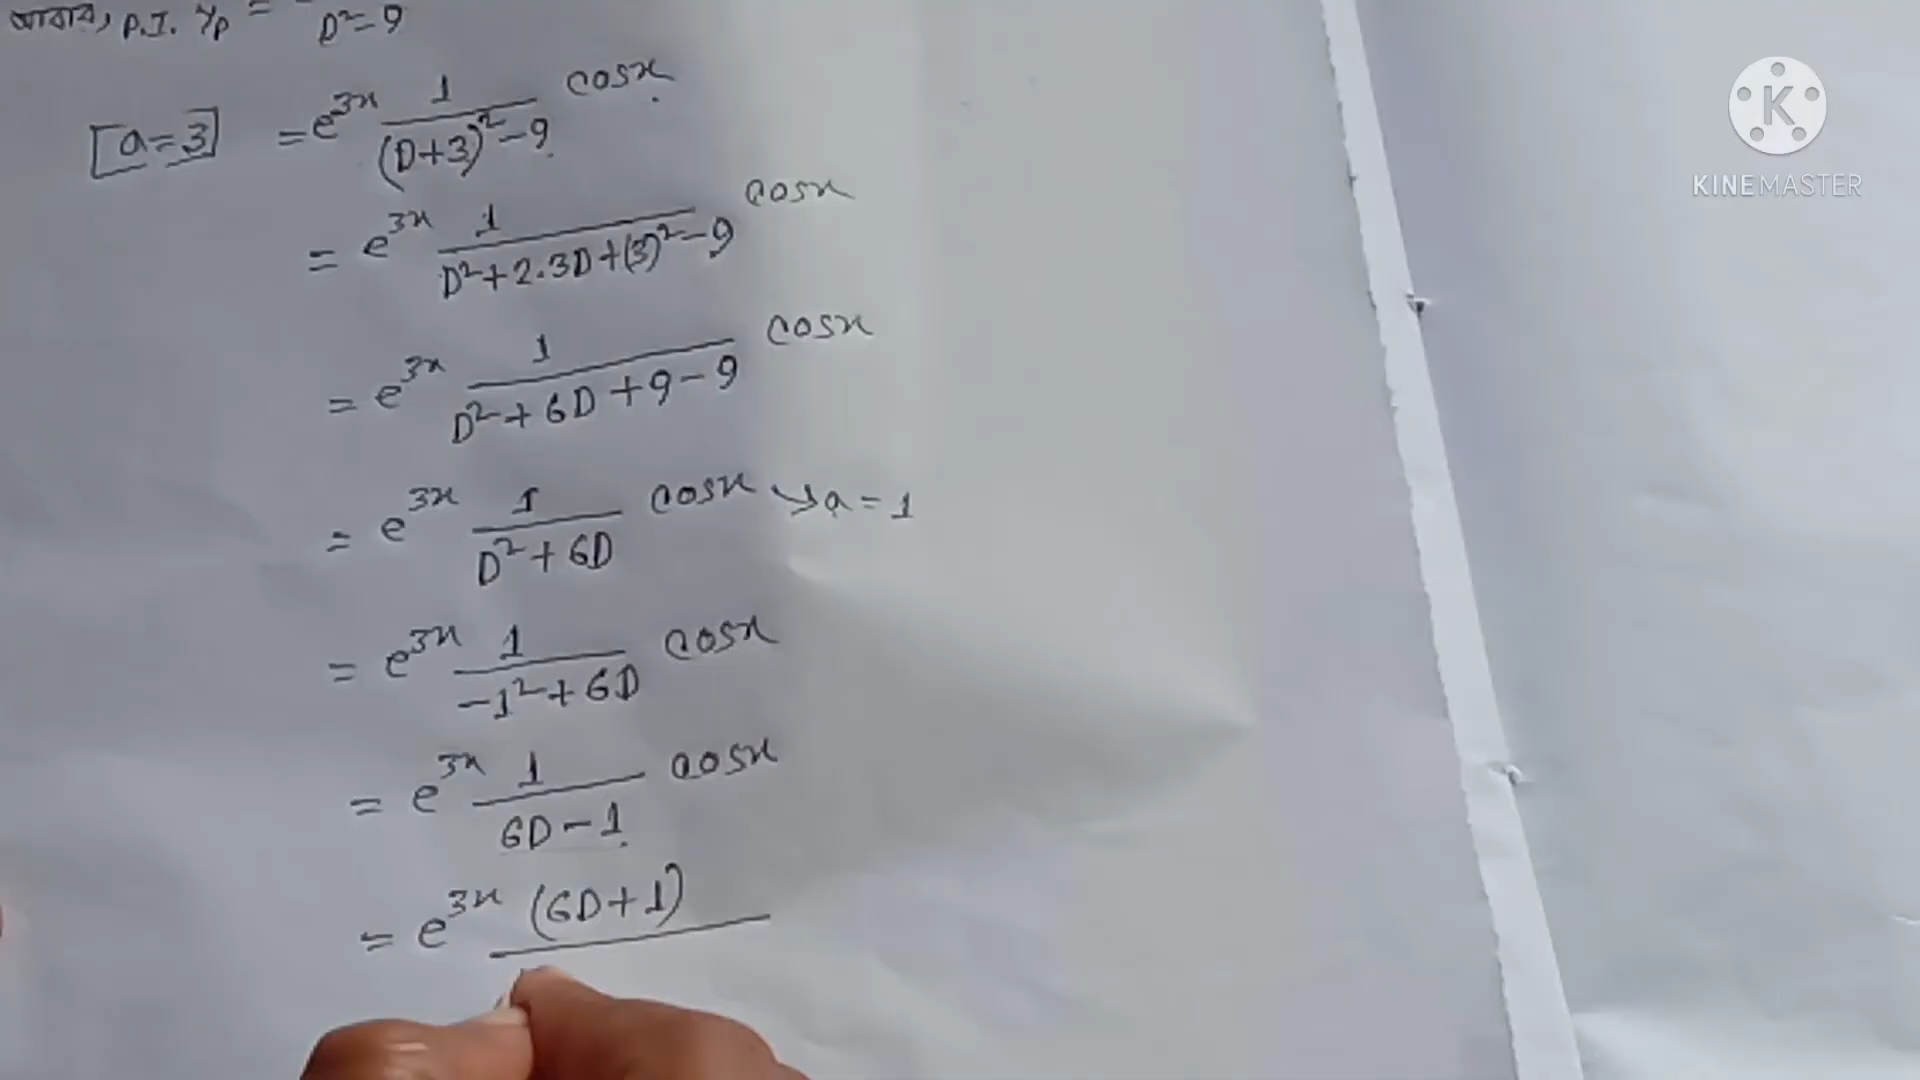 আবার, P.I. yp =
D²-9
[a=3] = e^3x 1/((D+3)²-9) cosx
= e^3x 1/(D²+2.3D+(3)²-9) cosx
= e^3x 1/(D²+6D+9-9) cosx
= e^3x 1/(D²+6D) cosx ↘a=1
= e^3x 1/(-1²+6D) cosx
= e^3x 1/(6D-1) cosx
= e^3x (6D+1)
KINEMASTER